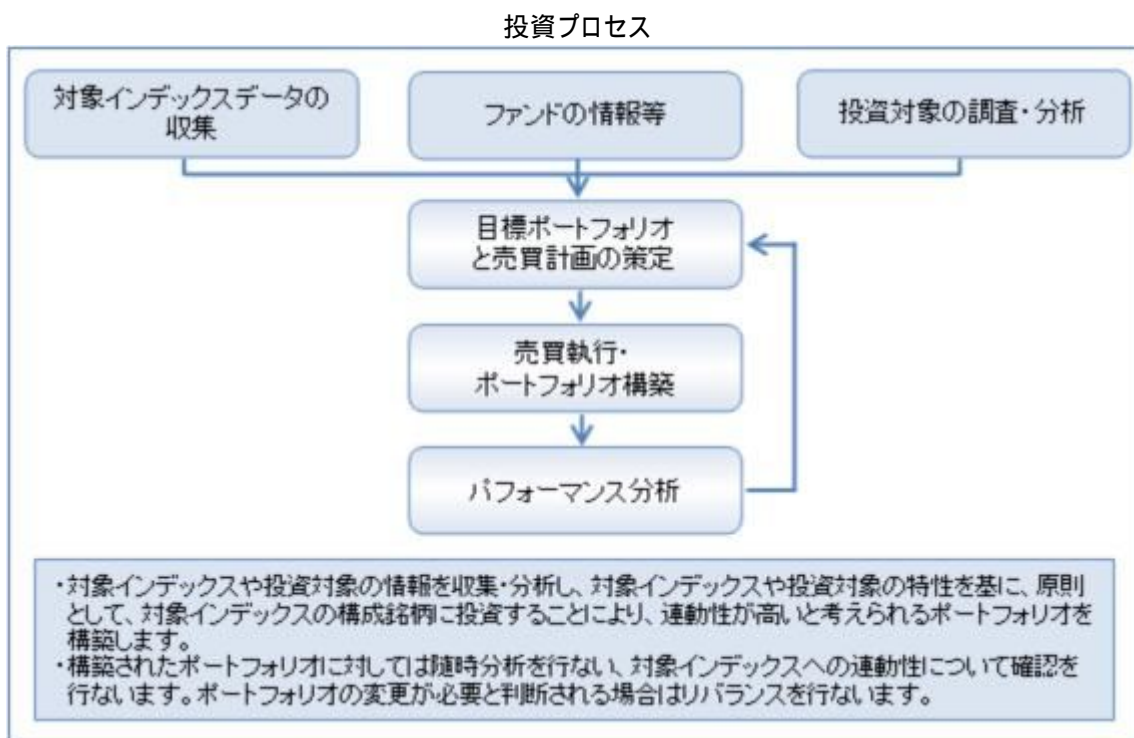 投資プロセス
対象インデックスデータの
収集
ファンドの情報等
投資対象の調査・分析
目標ポートフォリオ
と売買計画の策定
売買執行・
ポートフォリオ構築
パフォーマンス分析
・対象インデックスや投資対象の情報を収集・分析し、対象インデックスや投資対象の特性を基に、原則
として、対象インデックスの構成銘柄に投資することにより、連動性が高いと考えられるポートフォリオを
構築します。
・構築されたポートフォリオに対しては随時分析を行ない、対象インデックスへの連動性について確認を
行ないます。ポートフォリオの変更が必要と判断される場合はリバランスを行ないます。